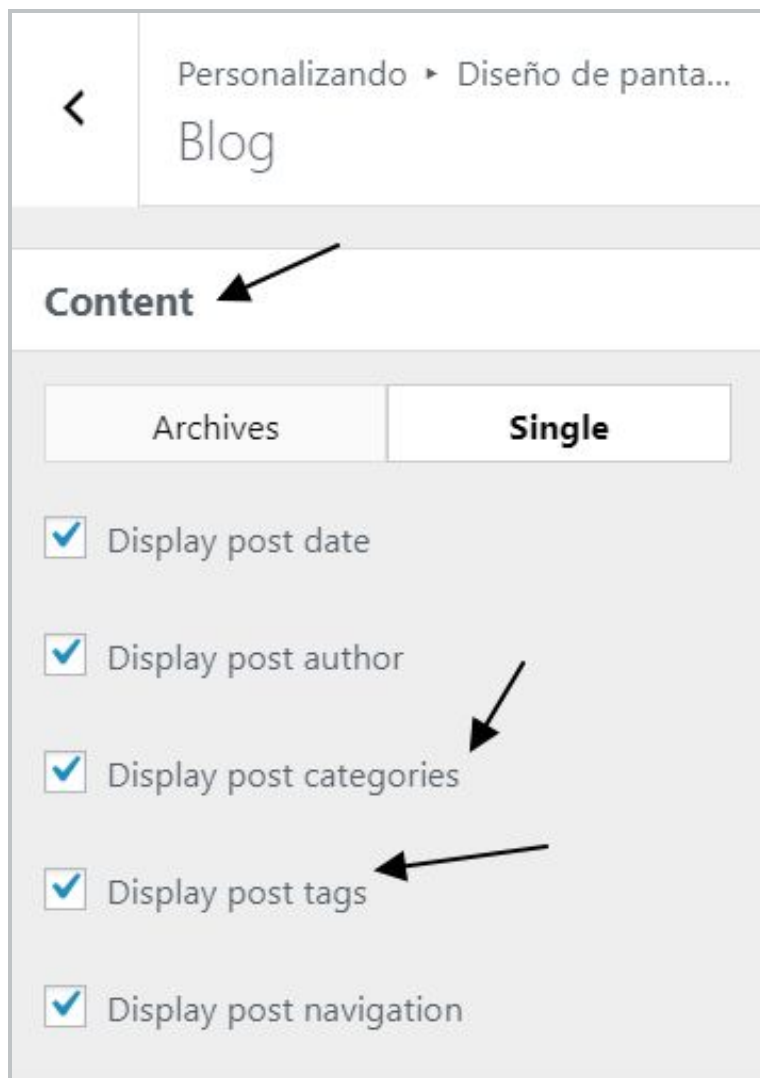 Personalizando ▸ Diseño de panta...
Blog
Content
Archives Single
Display post date
Display post author
Display post categories
Display post tags
Display post navigation